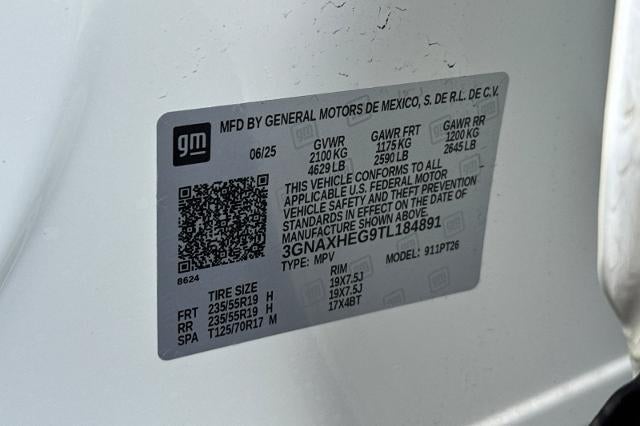 gm
MFD BY GENERAL MOTORS DE MEXICO, S. DE R.L. DE C.V.
06/25 GVWR GAWR FRT GAWR RR
2100 KG 1175 KG 1200 KG
4629 LB 2590 LB 2645 LB
THIS VEHICLE CONFORMS TO ALL
APPLICABLE U.S. FEDERAL MOTOR
VEHICLE SAFETY AND THEFT PREVENTION
STANDARDS IN EFFECT ON THE DATE OF
MANUFACTURE SHOWN ABOVE.
3GNAXHEG9TL184891
TYPE: MPV MODEL: 911PT26
8624
TIRE SIZE RIM
FRT 235/55R19 H 19X7.5J
RR 235/55R19 H 19X7.5J
SPA T125/70R17 M 17X4BT